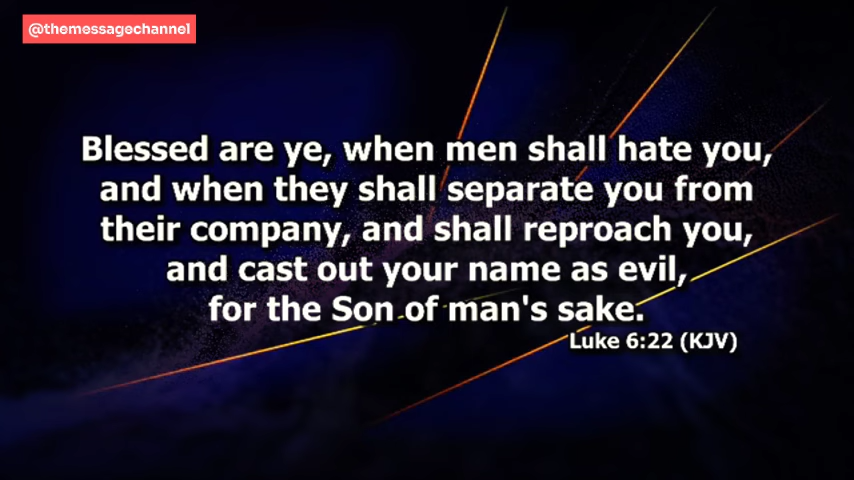 @themessagechannel
Blessed are ye, when men shall hate you,
and when they shall separate you from
their company, and shall reproach you,
and cast out your name as evil,
for the Son of man's sake.
Luke 6:22 (KJV)